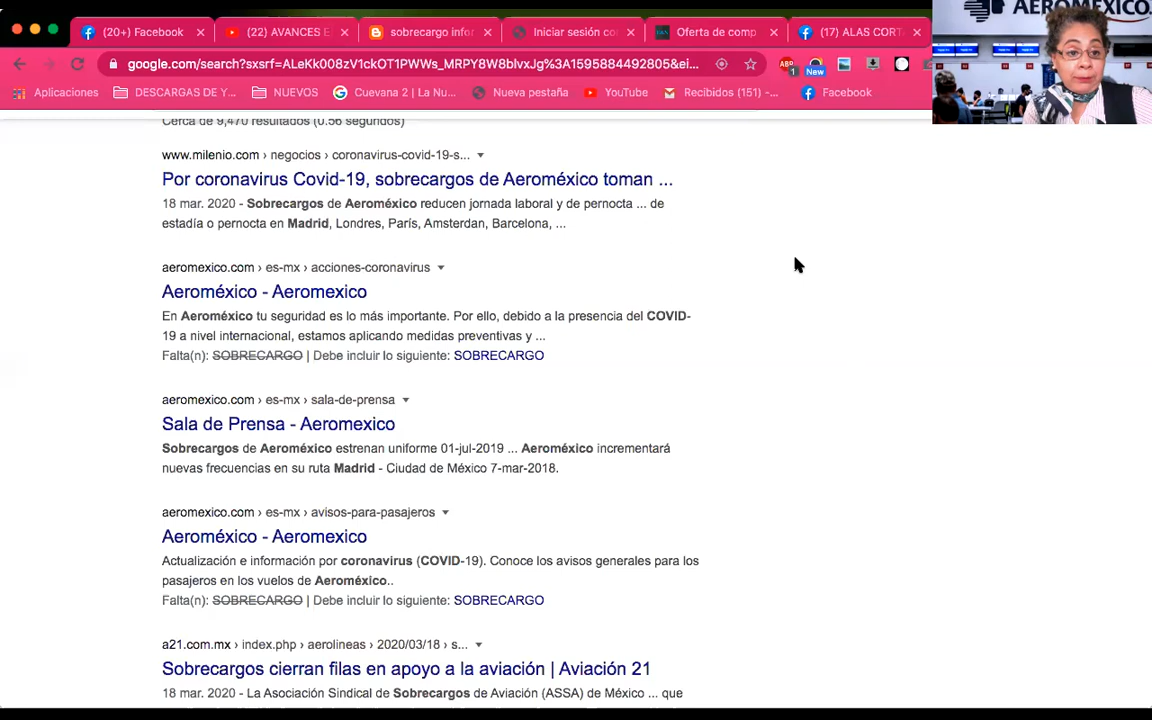 (20+) Facebook
(22) AVANCES E
sobrecargo infor
Iniciar sesión co
Oferta de comp
(17) ALAS CORT
AEROMEXICO.
google.com/search?sxsrf=ALeKk008zV1ckOT1PWWs_MRPY8W8blvxJg%3A1595884492805&ei...
ABP
1
New
Aplicaciones
DESCARGAS DE Y...
NUEVOS
Cuevana 2 | La Nu...
Nueva pestaña
YouTube
Recibidos (151) -...
Facebook
Cerca de 9,470 resultados (0.56 segundos)
www.milenio.com › negocios › coronavirus-covid-19-s...
Por coronavirus Covid-19, sobrecargos de Aeroméxico toman ...
18 mar. 2020 - Sobrecargos de Aeroméxico reducen jornada laboral y de pernocta ... de
estadía o pernocta en Madrid, Londres, París, Amsterdan, Barcelona, ...
aeromexico.com › es-mx › acciones-coronavirus
Aeroméxico - Aeromexico
En Aeroméxico tu seguridad es lo más importante. Por ello, debido a la presencia del COVID-
19 a nivel internacional, estamos aplicando medidas preventivas y ...
Falta(n): SOBRECARGO | Debe incluir lo siguiente: SOBRECARGO
aeromexico.com › es-mx › sala-de-prensa
Sala de Prensa - Aeromexico
Sobrecargos de Aeroméxico estrenan uniforme 01-jul-2019 ... Aeroméxico incrementará
nuevas frecuencias en su ruta Madrid - Ciudad de México 7-mar-2018.
aeromexico.com › es-mx › avisos-para-pasajeros
Aeroméxico - Aeromexico
Actualización e información por coronavirus (COVID-19). Conoce los avisos generales para los
pasajeros en los vuelos de Aeroméxico..
Falta(n): SOBRECARGO | Debe incluir lo siguiente: SOBRECARGO
a21.com.mx › index.php › aerolineas › 2020/03/18 › s...
Sobrecargos cierran filas en apoyo a la aviación | Aviación 21
18 mar. 2020 - La Asociación Sindical de Sobrecargos de Aviación (ASSA) de México ... que